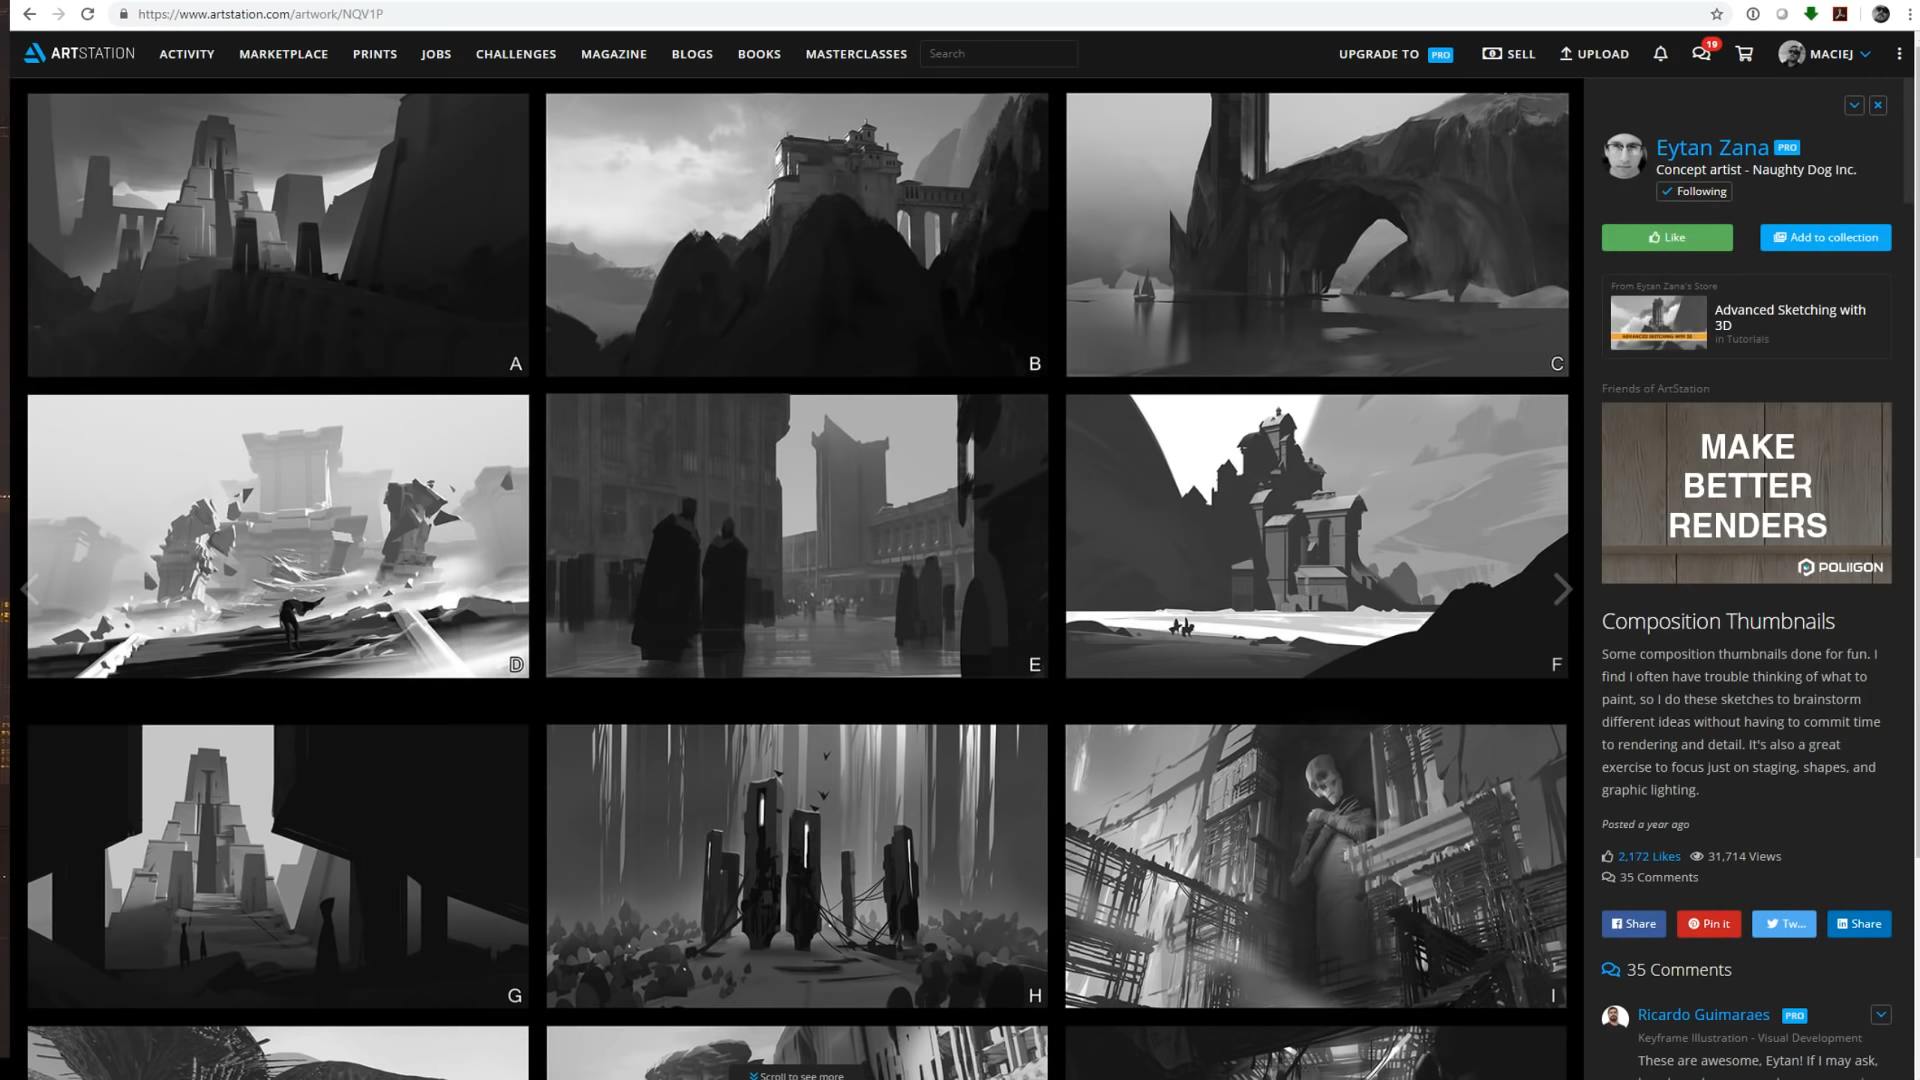 https://www.artstation.com/artwork/NQV1P
ARTSTATION ACTIVITY MARKETPLACE PRINTS JOBS CHALLENGES MAGAZINE BLOGS BOOKS MASTERCLASSES Search UPGRADE TO PRO SELL UPLOAD 19 MACIEJ
A
B
C
D
E
F
G
H
I
Scroll to see more
Eytan Zana PRO
Concept artist - Naughty Dog Inc.
Following
Like
Add to collection
From Eytan Zana's Store
ADVANCED SKETCHING WITH 3D
Advanced Sketching with
3D
in Tutorials
Friends of ArtStation
MAKE
BETTER
RENDERS
POLIIGON
Composition Thumbnails
Some composition thumbnails done for fun. I
find I often have trouble thinking of what to
paint, so I do these sketches to brainstorm
different ideas without having to commit time
to rendering and detail. It's also a great
exercise to focus just on staging, shapes, and
graphic lighting.
Posted a year ago
2,172 Likes 31,714 Views
35 Comments
Share Pin it Tw... Share
35 Comments
Ricardo Guimaraes PRO
Keyframe Illustration - Visual Development
These are awesome, Eytan! If I may ask,